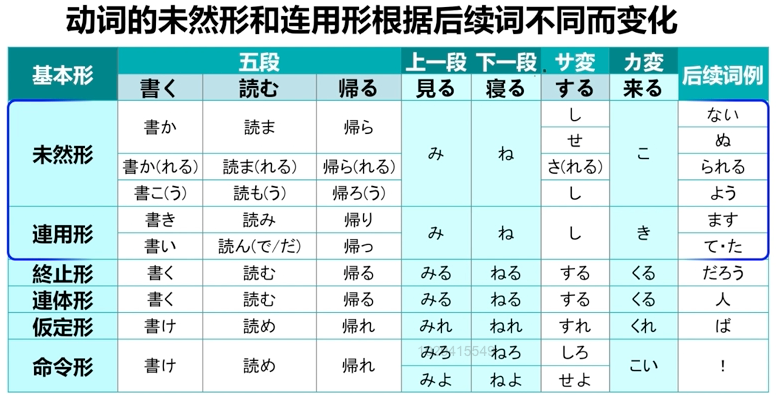 动词的未然形和连用形根据后续词不同而变化
基本形 五段 上一段 下一段 サ変 カ変 后续词例
書く 読む 帰る 見る 寝る する 来る
未然形 書か 読ま 帰ら み ね し こ ない
せ ぬ
書か(れる) 読ま(れる) 帰ら(れる) さ(れる) られる
書こ(う) 読も(う) 帰ろ(う) し よう
連用形 書き 読み 帰り み ね し き ます
書い 読ん(で/だ) 帰っ て・た
終止形 書く 読む 帰る みる ねる する くる だろう
連体形 書く 読む 帰る みる ねる する くる 人
仮定形 書け 読め 帰れ みれ ねれ すれ くれ ば
命令形 書け 読め 帰れ みろ ねろ しろ こい !
みよ ねよ せよ